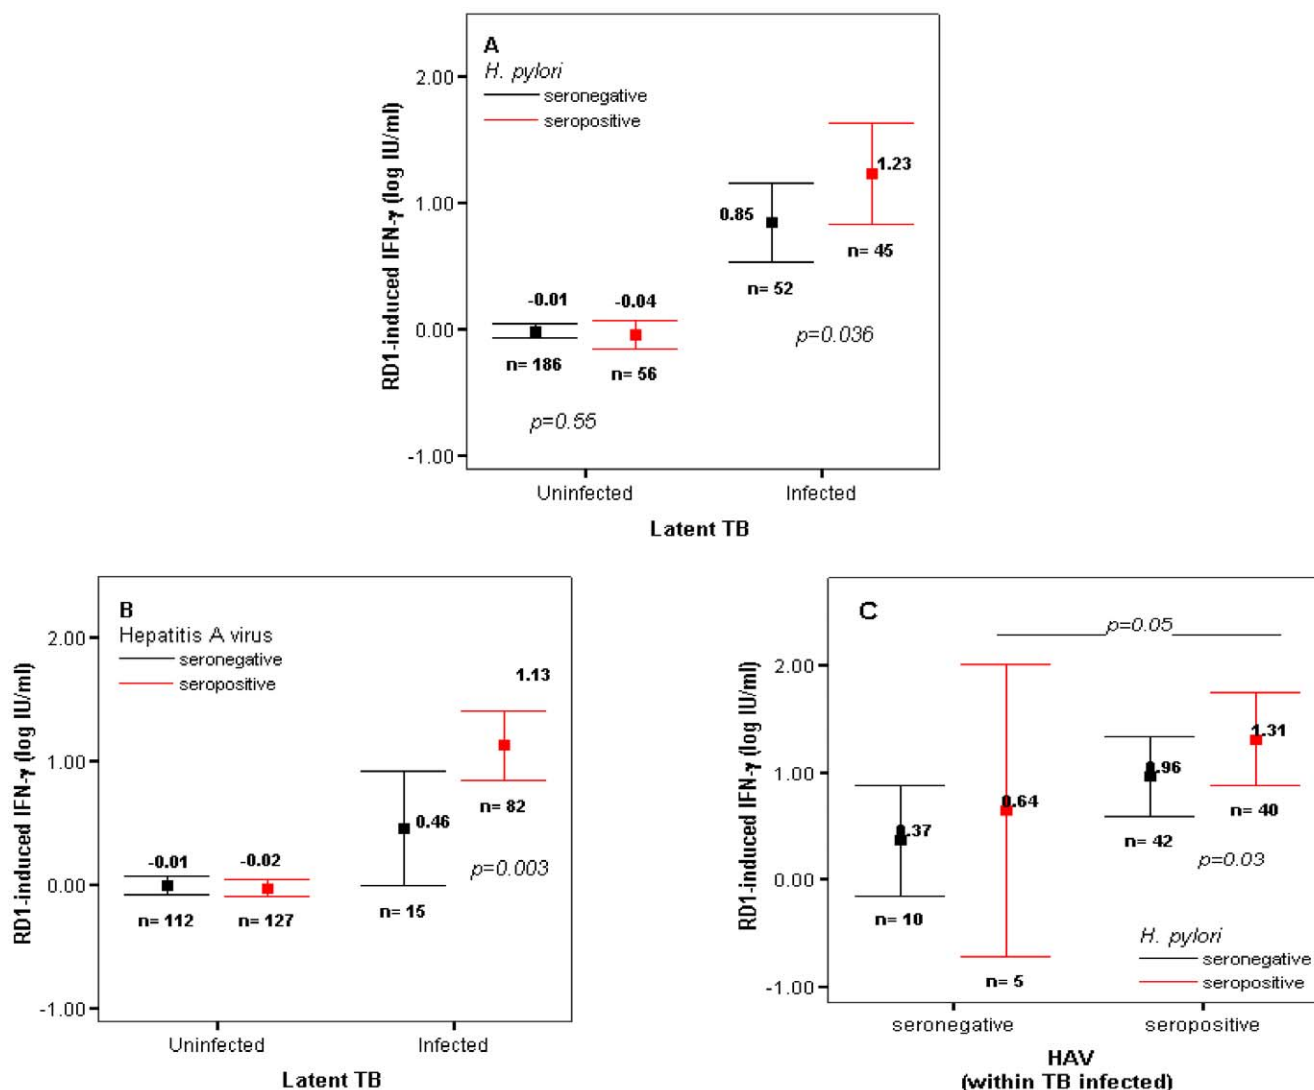 A
H. pylori
seronegative
seropositive
RD1-induced IFN-γ (log IU/ml)
2.00
1.00
0.00
-1.00
1.23
0.85
n= 45
n= 52
-0.01
-0.04
p=0.036
n= 186
n= 56
p=0.55
Uninfected
Infected
Latent TB
B
Hepatitis A virus
seronegative
seropositive
RD1-induced IFN-γ (log IU/ml)
2.00
1.00
0.00
-1.00
1.13
0.46
n= 82
-0.01
-0.02
p=0.003
n= 112
n= 127
n= 15
Uninfected
Infected
Latent TB
C
p=0.05
RD1-induced IFN-γ (log IU/ml)
2.00
1.00
0.00
-1.00
1.31
0.96
0.64
0.37
n= 40
n= 42
p=0.03
n= 10
n= 5
H. pylori
seronegative
seropositive
seronegative
seropositive
HAV
(within TB infected)